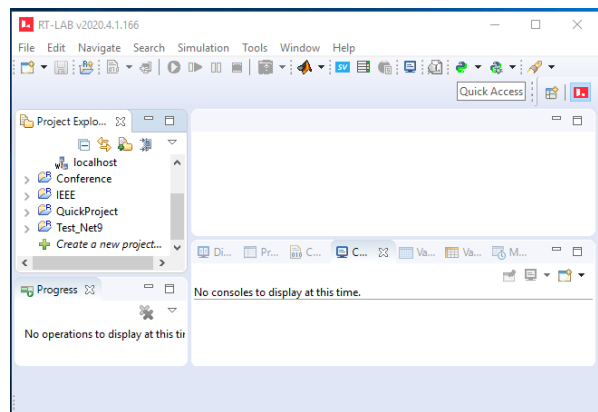 RT-LAB v2020.4.1.166
File Edit Navigate Search Simulation Tools Window Help
SV
Quick Access
Project Explo...
localhost
Conference
IEEE
QuickProject
Test_Net9
Create a new project...
Di... Pr... C... C... Va... Va... M...
Progress
No consoles to display at this time.
No operations to display at this tir